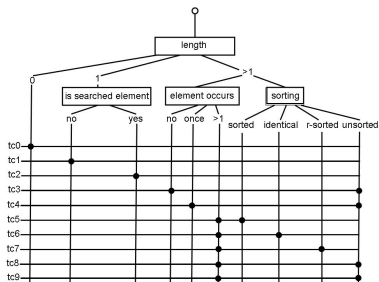 length
0 1 >1
is searched element element occurs sorting
no yes no once >1
sorted identical r-sorted unsorted
tc0
tc1
tc2
tc3
tc4
tc5
tc6
tc7
tc8
tc9